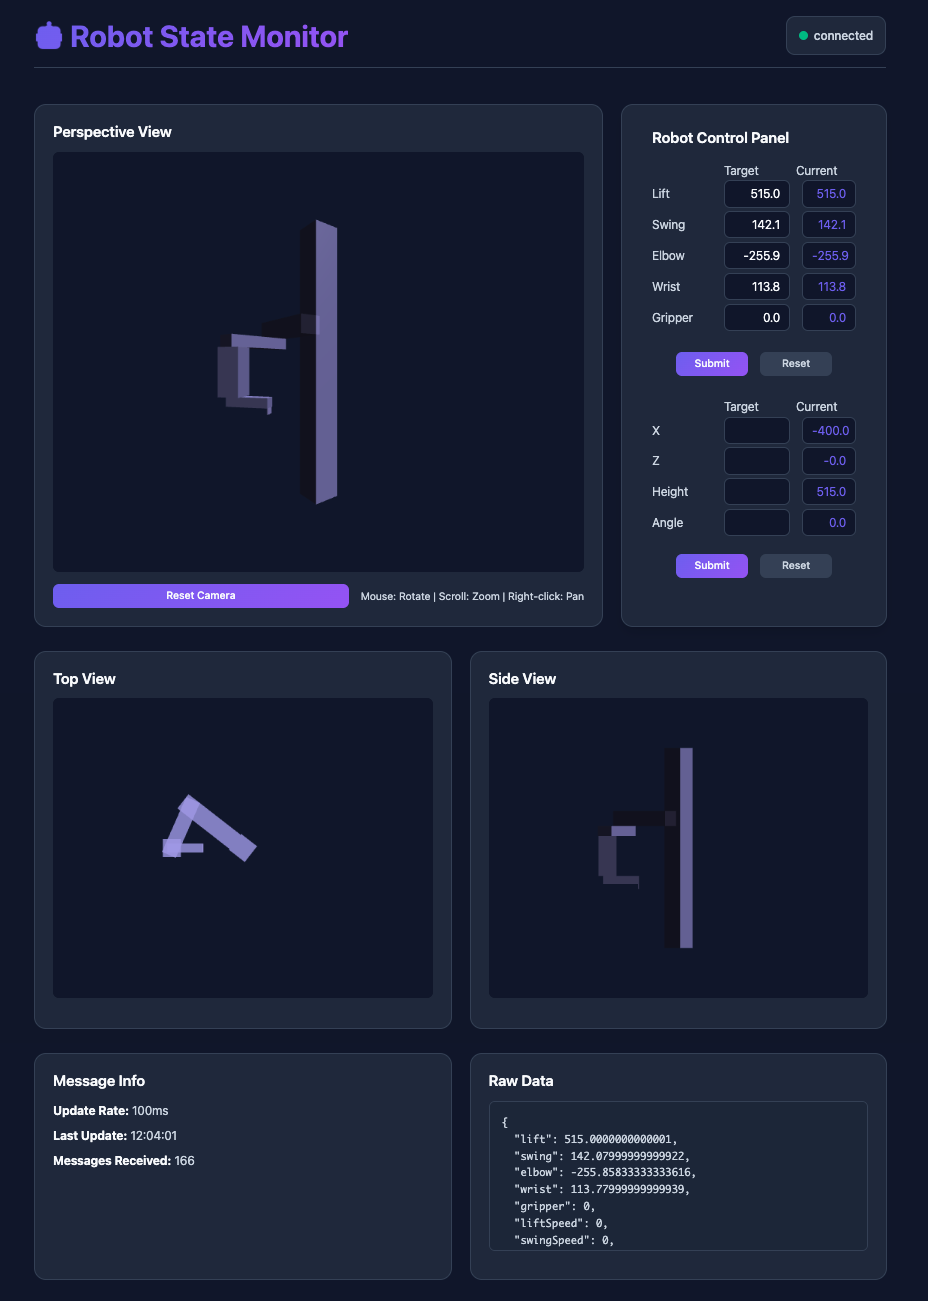 Robot State Monitor
connected
Perspective View
Reset Camera
Mouse: Rotate | Scroll: Zoom | Right-click: Pan
Robot Control Panel
Target Current
Lift 515.0 515.0
Swing 142.1 142.1
Elbow -255.9 -255.9
Wrist 113.8 113.8
Gripper 0.0 0.0
Submit Reset
Target Current
X -400.0
Z -0.0
Height 515.0
Angle 0.0
Submit Reset
Top View
Side View
Message Info
Update Rate: 100ms
Last Update: 12:04:01
Messages Received: 166
Raw Data
{
"lift": 515.0000000000001,
"swing": 142.07999999999922,
"elbow": -255.85833333333616,
"wrist": 113.77999999999939,
"gripper": 0,
"liftSpeed": 0,
"swingSpeed": 0,